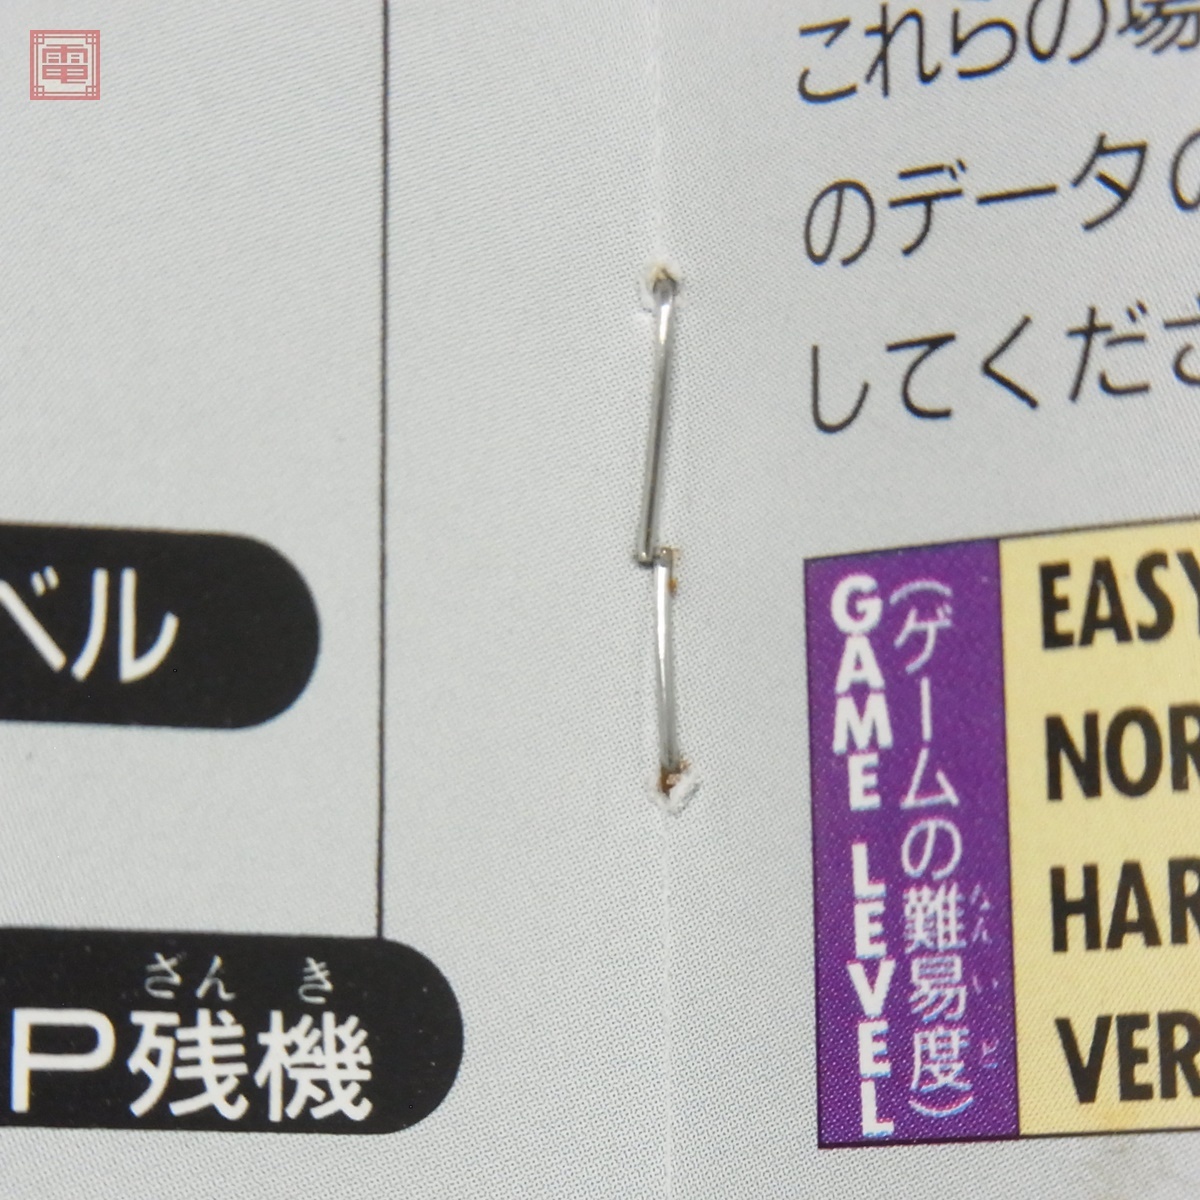 電
ベル
P残機
ざんき
これらの場
のデータの
してくださ
GAME LEVEL
(ゲームの難易度)
なんいど
EASY
NOR
HAR
VER